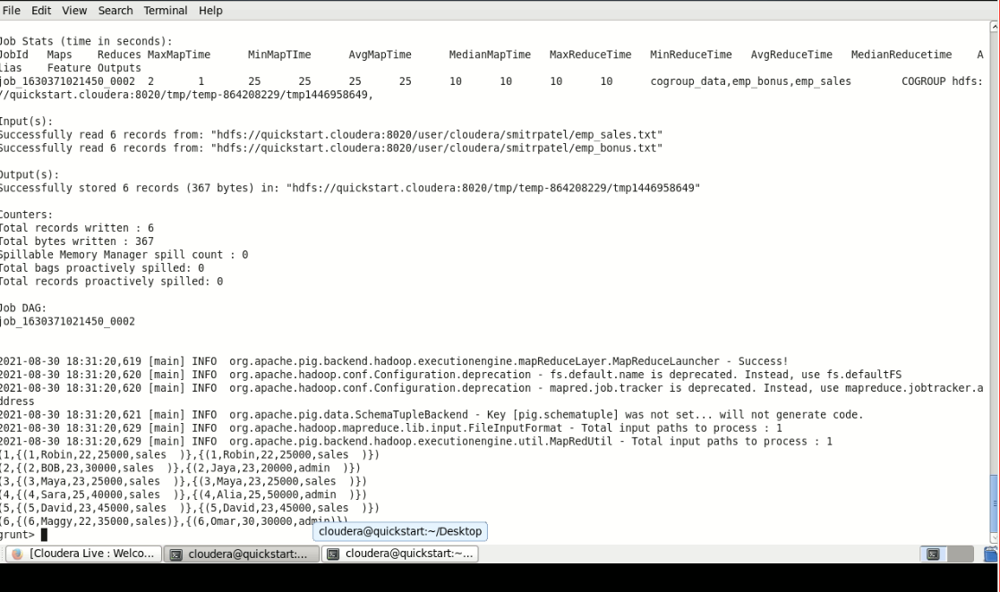 File Edit View Search Terminal Help
Job Stats (time in seconds):
JobId Maps Reduces MaxMapTime MinMapTIme AvgMapTime MedianMapTime MaxReduceTime MinReduceTime AvgReduceTime MedianReducetime A
lias Feature Outputs
job_1630371021450_0002 2 1 25 25 25 25 10 10 10 10 cogroup_data,emp_bonus,emp_sales COGROUP hdfs:
//quickstart.cloudera:8020/tmp/temp-864208229/tmp1446958649,
Input(s):
Successfully read 6 records from: "hdfs://quickstart.cloudera:8020/user/cloudera/smitrpatel/emp_sales.txt"
Successfully read 6 records from: "hdfs://quickstart.cloudera:8020/user/cloudera/smitrpatel/emp_bonus.txt"
Output(s):
Successfully stored 6 records (367 bytes) in: "hdfs://quickstart.cloudera:8020/tmp/temp-864208229/tmp1446958649"
Counters:
Total records written : 6
Total bytes written : 367
Spillable Memory Manager spill count : 0
Total bags proactively spilled: 0
Total records proactively spilled: 0
Job DAG:
job_1630371021450_0002
2021-08-30 18:31:20,619 [main] INFO org.apache.pig.backend.hadoop.executionengine.mapReduceLayer.MapReduceLauncher - Success!
2021-08-30 18:31:20,620 [main] INFO org.apache.hadoop.conf.Configuration.deprecation - fs.default.name is deprecated. Instead, use fs.defaultFS
2021-08-30 18:31:20,620 [main] INFO org.apache.hadoop.conf.Configuration.deprecation - mapred.job.tracker is deprecated. Instead, use mapreduce.jobtracker.a
ddress
2021-08-30 18:31:20,621 [main] INFO org.apache.pig.data.SchemaTupleBackend - Key [pig.schematuple] was not set... will not generate code.
2021-08-30 18:31:20,629 [main] INFO org.apache.hadoop.mapreduce.lib.input.FileInputFormat - Total input paths to process : 1
2021-08-30 18:31:20,629 [main] INFO org.apache.pig.backend.hadoop.executionengine.util.MapRedUtil - Total input paths to process : 1
(1,{(1,Robin,22,25000,sales )},{(1,Robin,22,25000,sales )})
(2,{(2,BOB,23,30000,sales )},{(2,Jaya,23,20000,admin )})
(3,{(3,Maya,23,25000,sales )},{(3,Maya,23,25000,sales )})
(4,{(4,Sara,25,40000,sales )},{(4,Alia,25,50000,admin )})
(5,{(5,David,23,45000,sales )},{(5,David,23,45000,sales )})
(6,{(6,Maggy,22,35000,sales)},{(6,Omar,30,30000,admin)})
grunt>
cloudera@quickstart:~/Desktop
[Cloudera Live : Welco... cloudera@quickstart:... cloudera@quickstart:~...